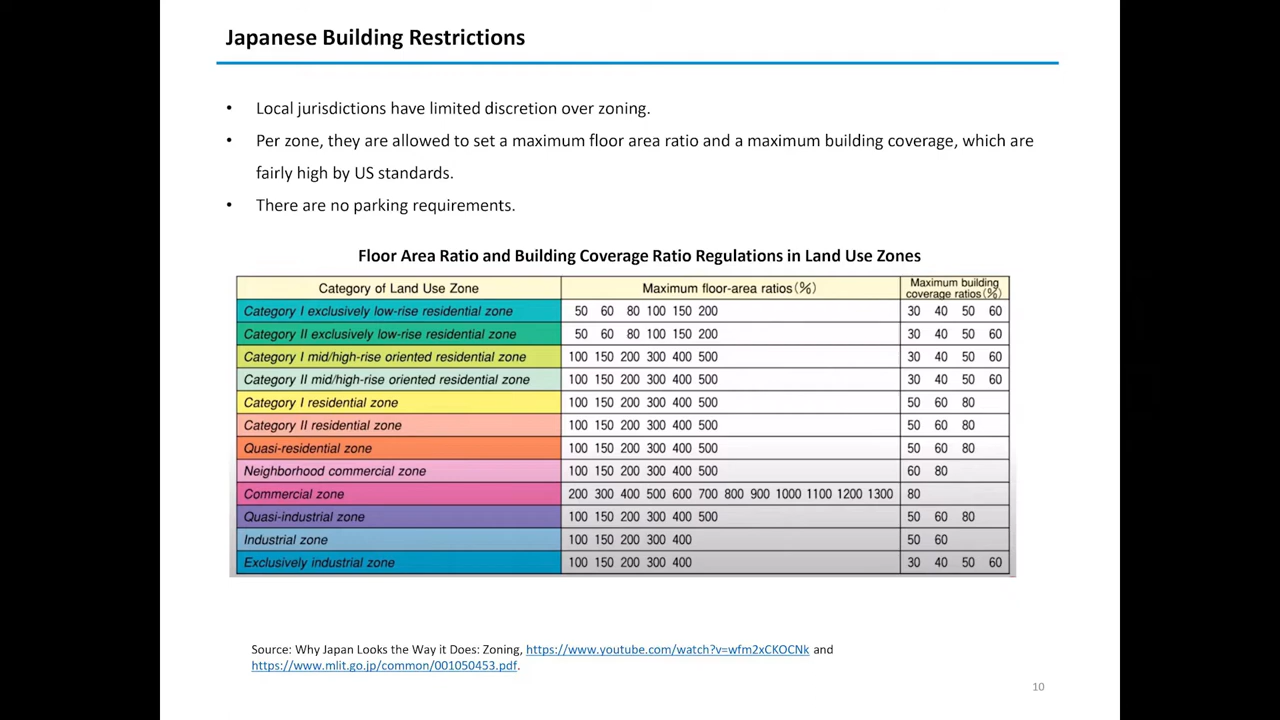 Japanese Building Restrictions
• Local jurisdictions have limited discretion over zoning.
• Per zone, they are allowed to set a maximum floor area ratio and a maximum building coverage, which are
fairly high by US standards.
• There are no parking requirements.
Floor Area Ratio and Building Coverage Ratio Regulations in Land Use Zones
Category of Land Use Zone Maximum floor-area ratios(%) Maximum building
coverage ratios(%)
Category I exclusively low-rise residential zone 50 60 80 100 150 200 30 40 50 60
Category II exclusively low-rise residential zone 50 60 80 100 150 200 30 40 50 60
Category I mid/high-rise oriented residential zone 100 150 200 300 400 500 30 40 50 60
Category II mid/high-rise oriented residential zone 100 150 200 300 400 500 30 40 50 60
Category I residential zone 100 150 200 300 400 500 50 60 80
Category II residential zone 100 150 200 300 400 500 50 60 80
Quasi-residential zone 100 150 200 300 400 500 50 60 80
Neighborhood commercial zone 100 150 200 300 400 500 60 80
Commercial zone 200 300 400 500 600 700 800 900 1000 1100 1200 1300 80
Quasi-industrial zone 100 150 200 300 400 500 50 60 80
Industrial zone 100 150 200 300 400 50 60
Exclusively industrial zone 100 150 200 300 400 30 40 50 60
Source: Why Japan Looks the Way it Does: Zoning, https://www.youtube.com/watch?v=wfm2xCKOCNk and
https://www.mlit.go.jp/common/001050453.pdf.
10